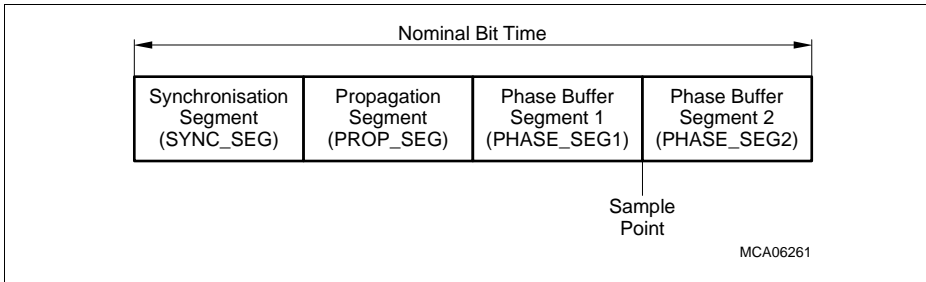 Nominal Bit Time
Synchronisation
Segment
(SYNC_SEG)
Propagation
Segment
(PROP_SEG)
Phase Buffer
Segment 1
(PHASE_SEG1)
Phase Buffer
Segment 2
(PHASE_SEG2)
Sample
Point
MCA06261